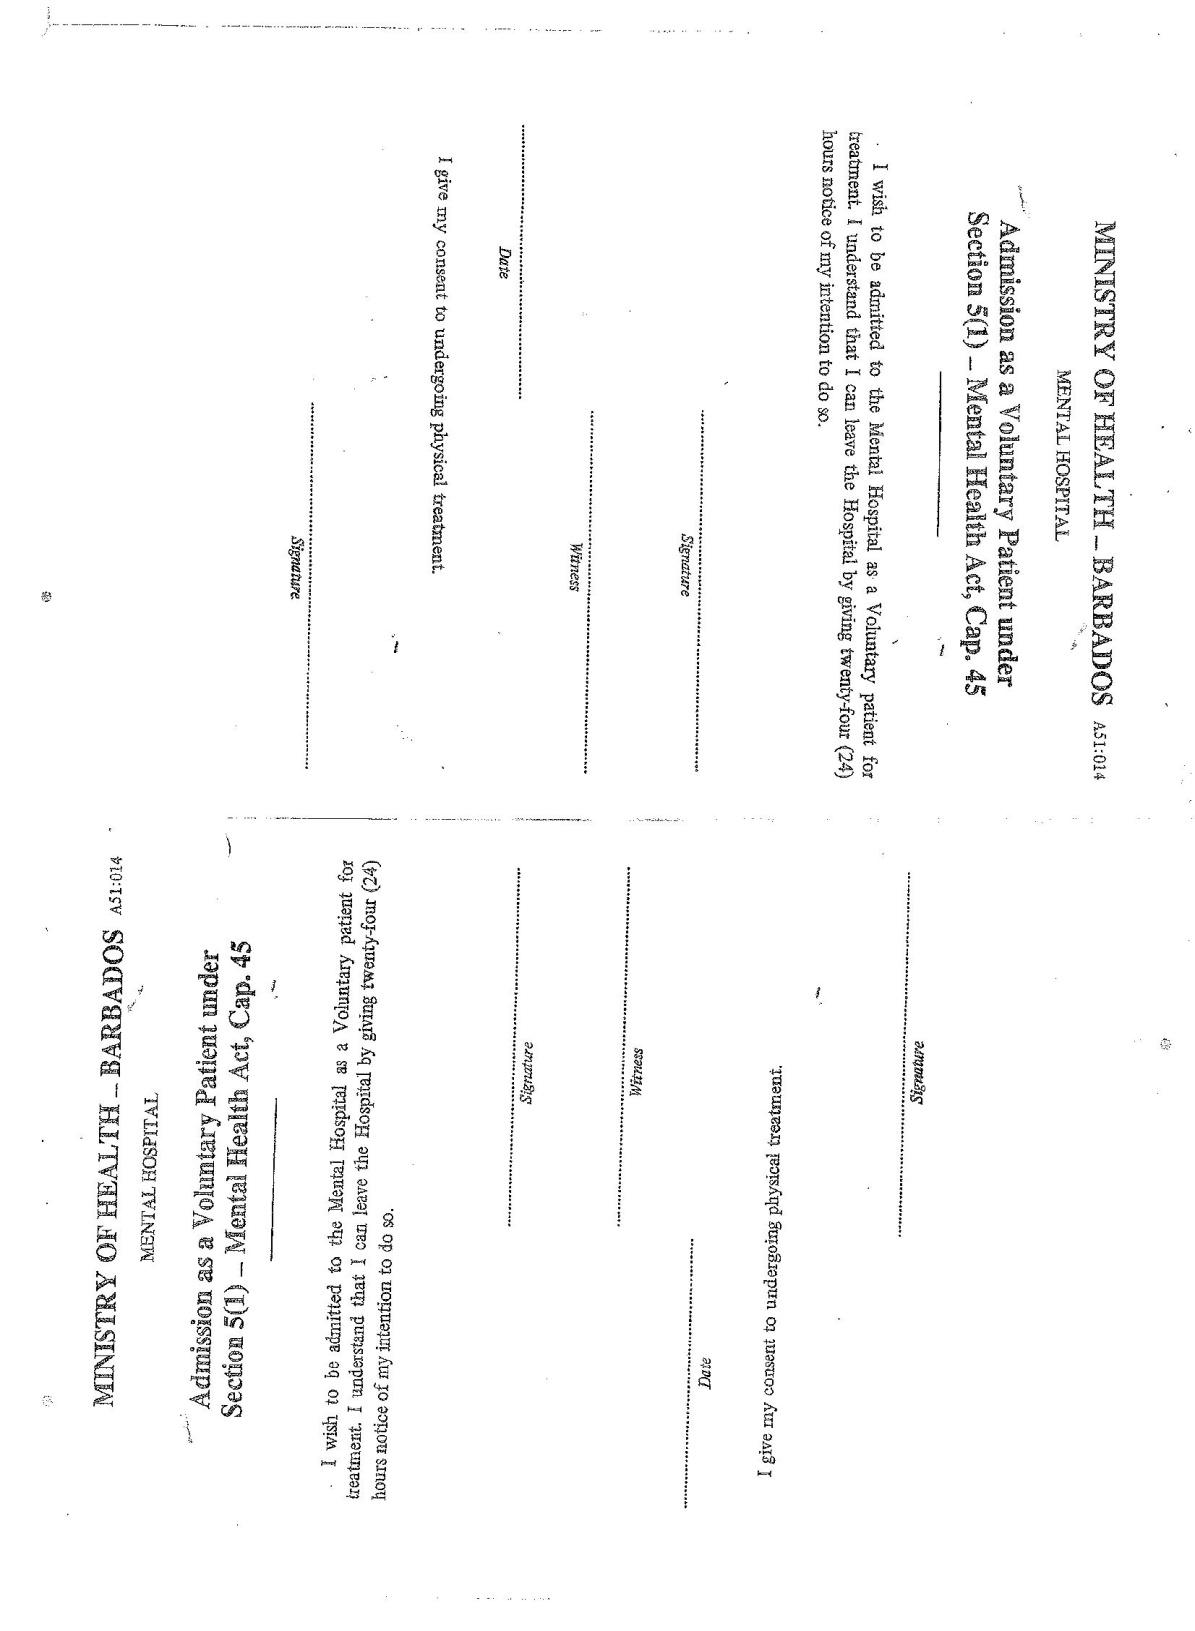 MINISTRY OF HEALTH – BARBADOS A51:014
MENTAL HOSPITAL
Admission as a Voluntary Patient under
Section 5(1) – Mental Health Act, Cap. 45
I wish to be admitted to the Mental Hospital as a Voluntary patient for
treatment. I understand that I can leave the Hospital by giving twenty-four (24)
hours notice of my intention to do so.
Signature
Witness
Date
I give my consent to undergoing physical treatment.
Signature
MINISTRY OF HEALTH – BARBADOS A51:014
MENTAL HOSPITAL
Admission as a Voluntary Patient under
Section 5(1) – Mental Health Act, Cap. 45
I wish to be admitted to the Mental Hospital as a Voluntary patient for
treatment. I understand that I can leave the Hospital by giving twenty-four (24)
hours notice of my intention to do so.
Signature
Witness
Date
I give my consent to undergoing physical treatment.
Signature